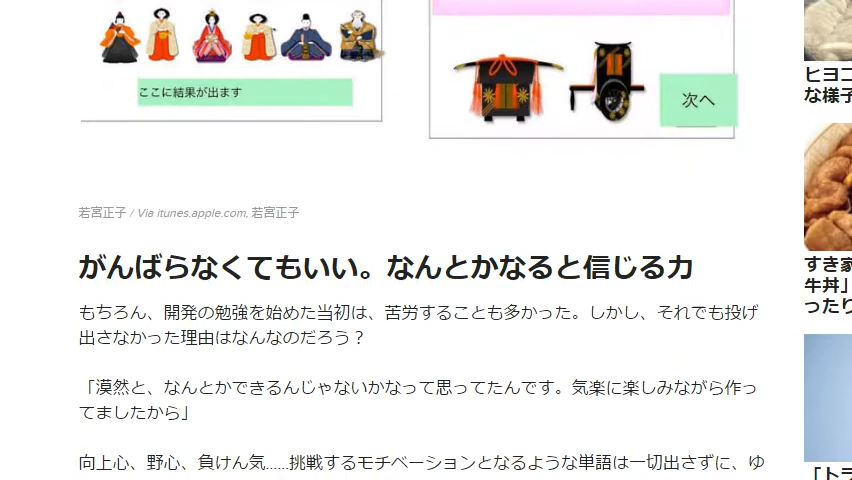 ここに結果が出ます
次へ
若宮正子 / Via itunes.apple.com, 若宮正子
がんばらなくてもいい。なんとかなると信じる力
もちろん、開発の勉強を始めた当初は、苦労することも多かった。しかし、それでも投げ
出さなかった理由はなんなのだろう？
「漠然と、なんとかできるんじゃないかなって思ってたんです。気楽に楽しみながら作っ
てましたから」
向上心、野心、負けん気......挑戦するモチベーションとなるような単語は一切出さずに、ゆ
ヒヨコ
な様子
すき家
牛丼」
ったり
「トラ